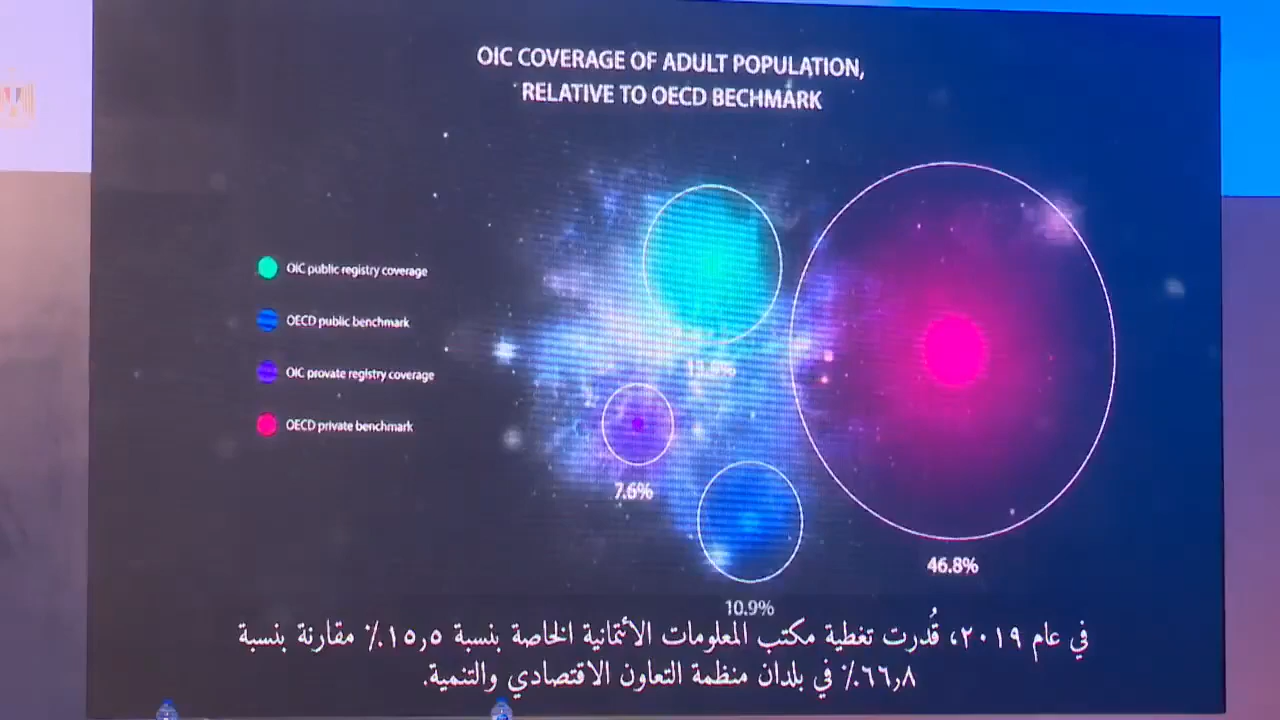 OIC COVERAGE OF ADULT POPULATION,
RELATIVE TO OECD BECHMARK
OIC public registry coverage
OECD public benchmark
OIC provate registry coverage
OECD private benchmark
7.6%
46.8%
10.9%
في عام ٢٠١٩، قُدرت تغطية مكتب المعلومات الأئتمانية الخاصة بنسبة ١٥,٥٪ مقارنة بنسبة
٦٦,٨٪ في بلدان منظمة التعاون الاقتصادي والتنمية.